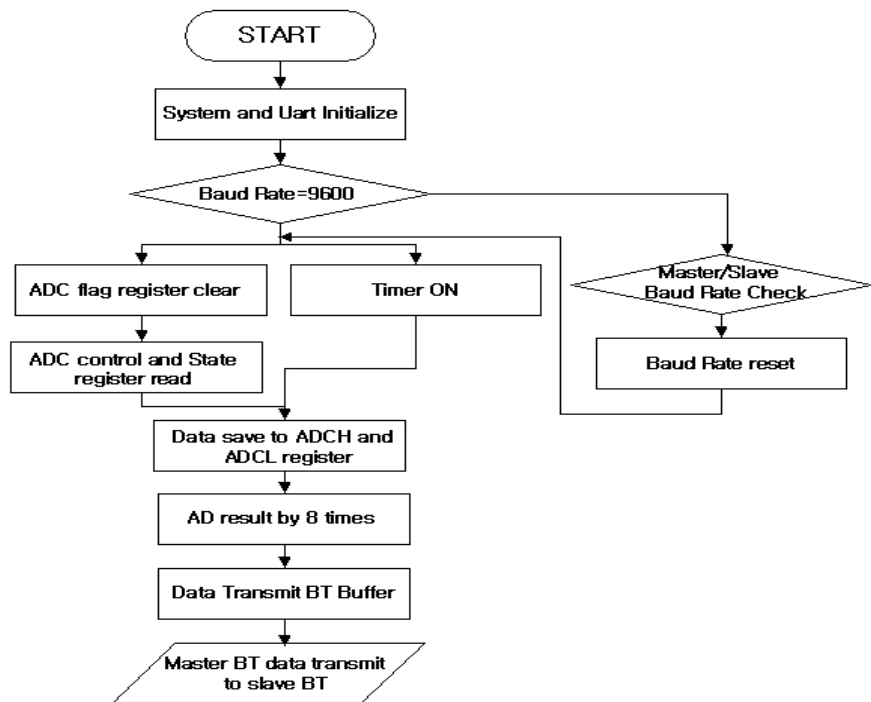 START
System and Uart Initialize
Baud Rate=9600
ADC flag register clear
Timer ON
Master/Slave
Baud Rate Check
ADC control and State
register read
Baud Rate reset
Data save to ADCH and
ADCL register
AD result by 8 times
Data Transmit BT Buffer
Master BT data transmit
to slave BT